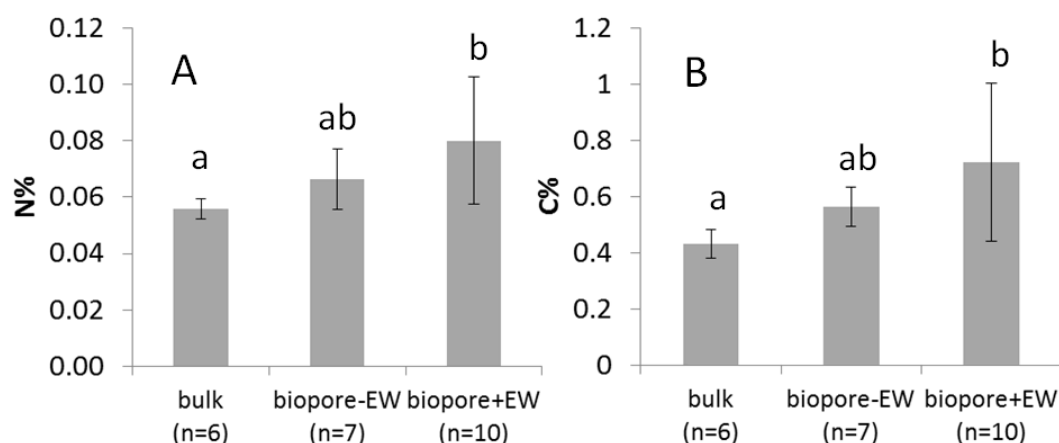 A
N%
0.12
0.10
0.08
0.06
0.04
0.02
0.00
a
ab
b
bulk
(n=6)
biopore-EW
(n=7)
biopore+EW
(n=10)
B
C%
1.2
1
0.8
0.6
0.4
0.2
0
a
ab
b
bulk
(n=6)
biopore-EW
(n=7)
biopore+EW
(n=10)